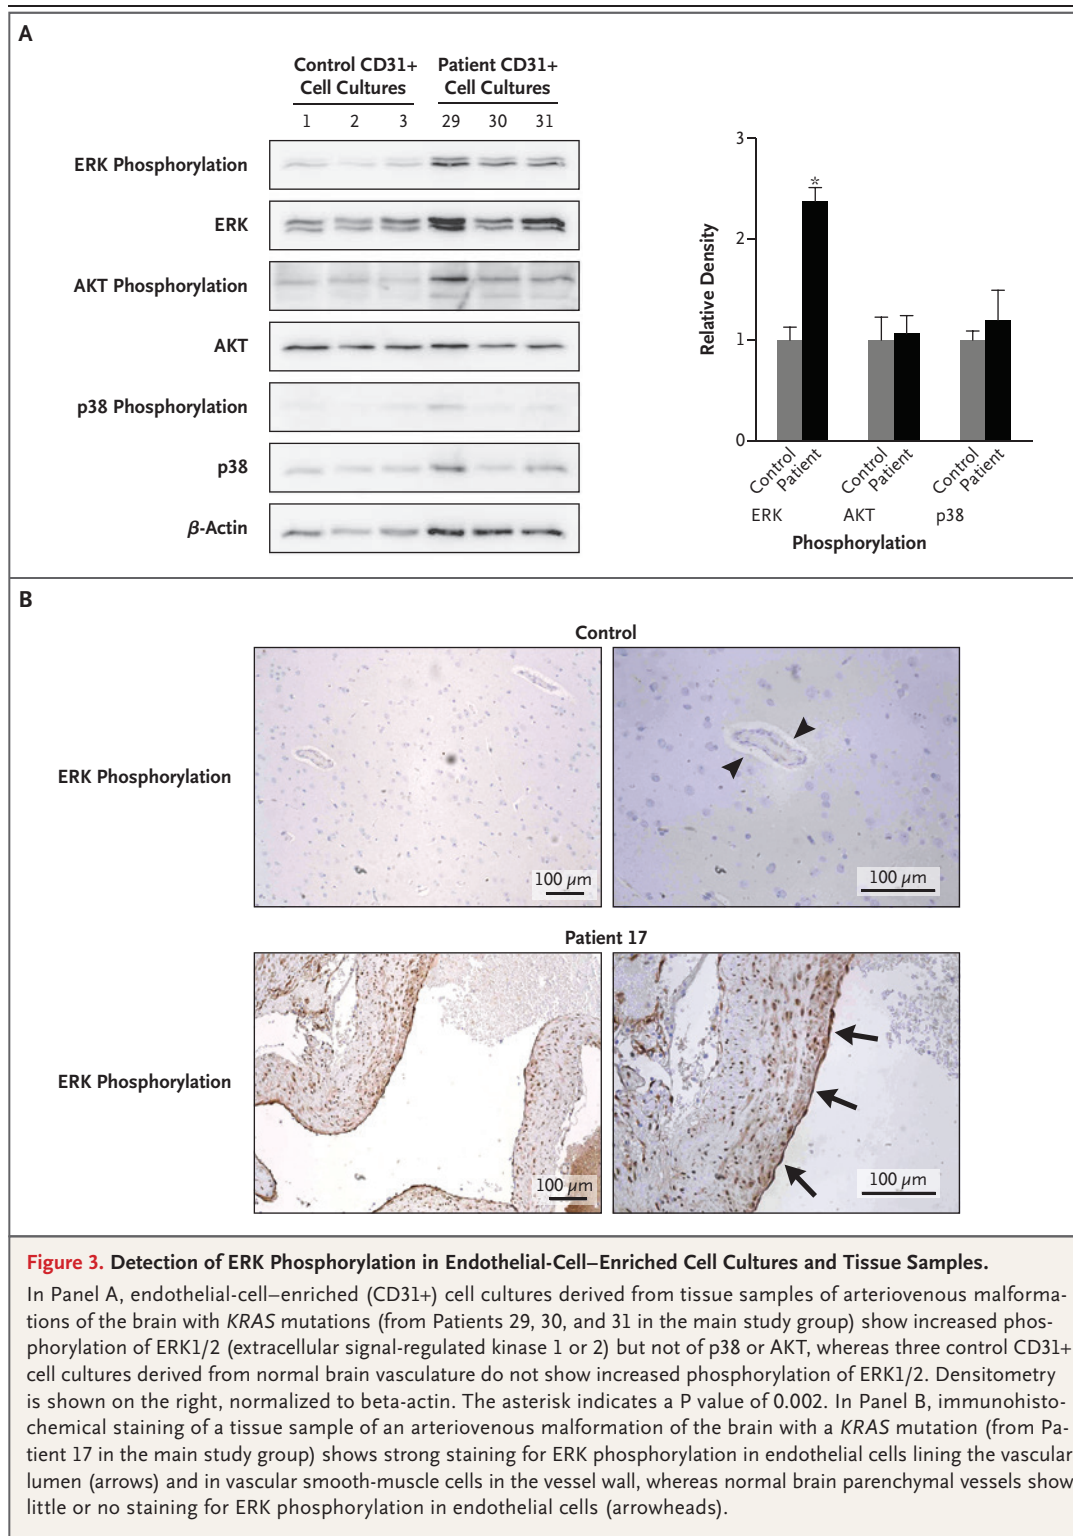 A
Control CD31+
Cell Cultures
Patient CD31+
Cell Cultures
1 2 3 29 30 31
ERK Phosphorylation
ERK
AKT Phosphorylation
AKT
p38 Phosphorylation
p38
β-Actin
3
2
1
0
Relative Density
*
Control Patient Control Patient Control Patient
ERK AKT p38
Phosphorylation
B
Control
ERK Phosphorylation
100 μm 100 μm
Patient 17
ERK Phosphorylation
100 μm 100 μm
Figure 3. Detection of ERK Phosphorylation in Endothelial-Cell–Enriched Cell Cultures and Tissue Samples.
In Panel A, endothelial-cell–enriched (CD31+) cell cultures derived from tissue samples of arteriovenous malforma-
tions of the brain with KRAS mutations (from Patients 29, 30, and 31 in the main study group) show increased phos-
phorylation of ERK1/2 (extracellular signal-regulated kinase 1 or 2) but not of p38 or AKT, whereas three control CD31+
cell cultures derived from normal brain vasculature do not show increased phosphorylation of ERK1/2. Densitometry
is shown on the right, normalized to beta-actin. The asterisk indicates a P value of 0.002. In Panel B, immunohisto-
chemical staining of a tissue sample of an arteriovenous malformation of the brain with a KRAS mutation (from Pa-
tient 17 in the main study group) shows strong staining for ERK phosphorylation in endothelial cells lining the vascular
lumen (arrows) and in vascular smooth-muscle cells in the vessel wall, whereas normal brain parenchymal vessels show
little or no staining for ERK phosphorylation in endothelial cells (arrowheads).